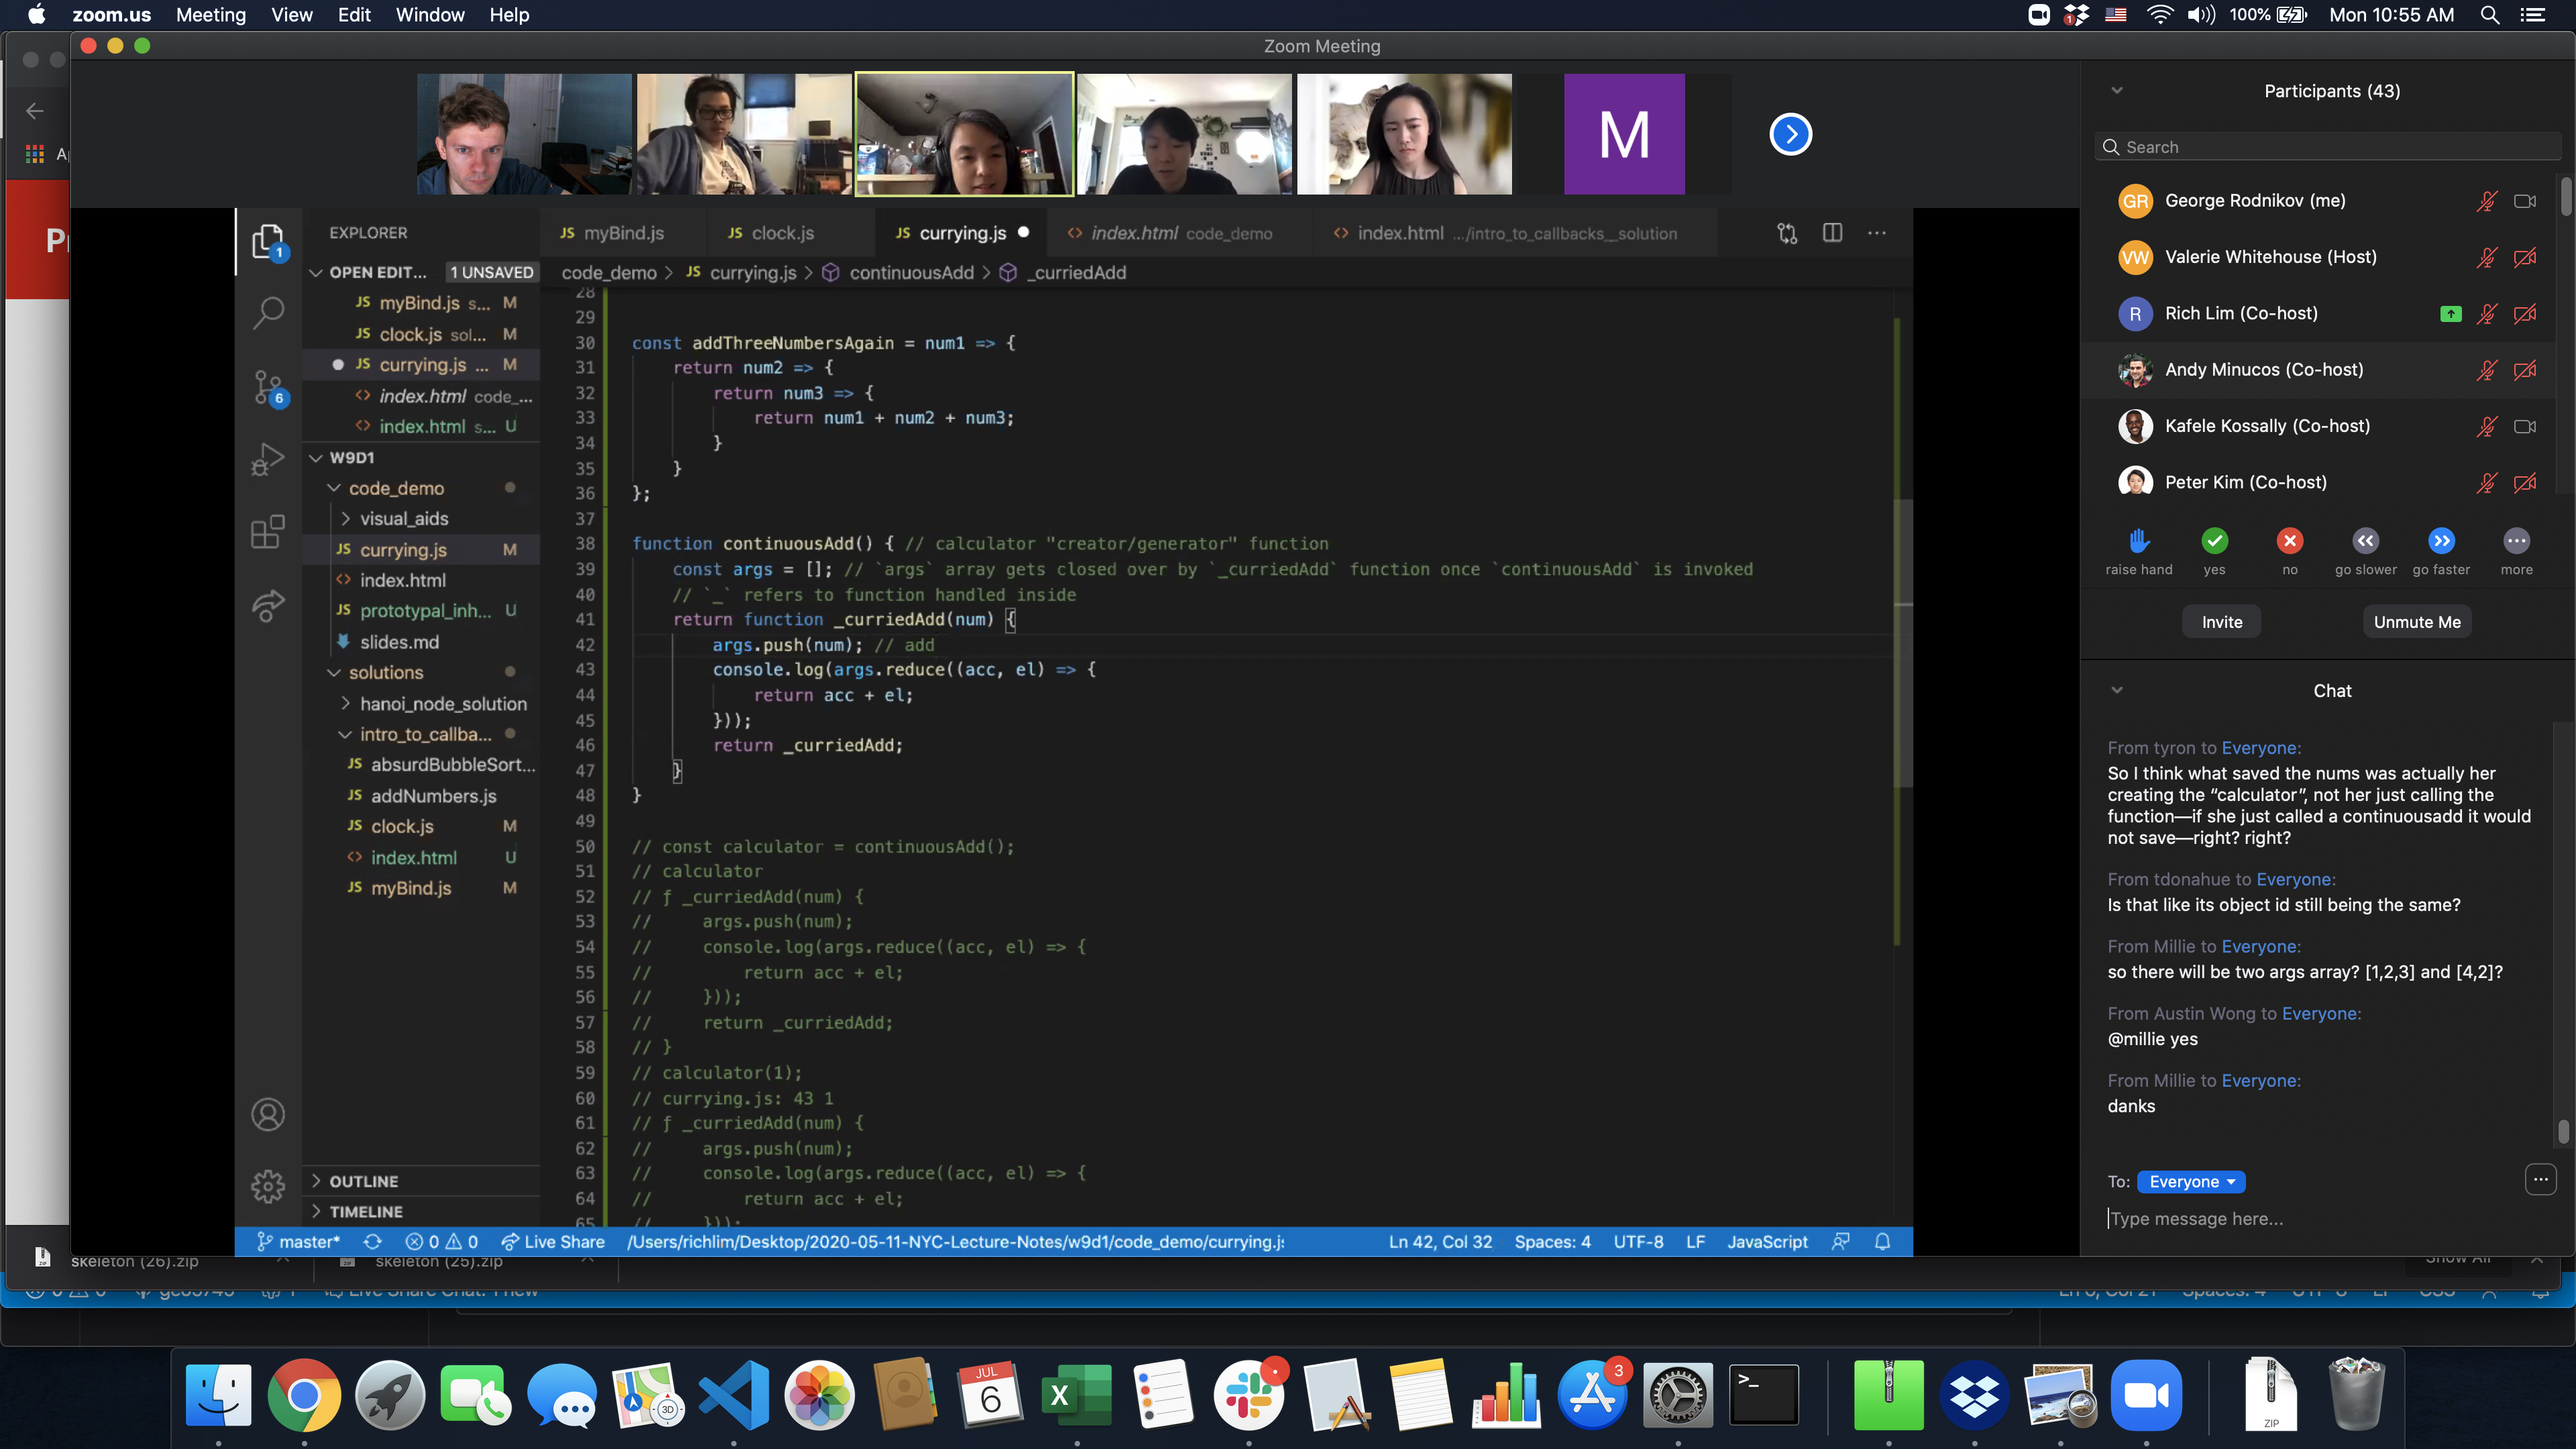 zoom.us Meeting View Edit Window Help
1 100% Mon 10:55 AM
Zoom Meeting
M
Participants (43)
Search
GR George Rodnikov (me)
VW Valerie Whitehouse (Host)
R Rich Lim (Co-host)
Andy Minucos (Co-host)
Kafele Kossally (Co-host)
Peter Kim (Co-host)
raise hand yes no go slower go faster more
Invite Unmute Me
Chat
From tyron to Everyone:
So I think what saved the nums was actually her
creating the “calculator”, not her just calling the
function—if she just called a continuousadd it would
not save—right? right?
From tdonahue to Everyone:
Is that like its object id still being the same?
From Millie to Everyone:
so there will be two args array? [1,2,3] and [4,2]?
From Austin Wong to Everyone:
@millie yes
From Millie to Everyone:
danks
To: Everyone
Type message here...
1
6
EXPLORER
OPEN EDIT... 1 UNSAVED
JS myBind.js s... M
JS clock.js sol... M
JS currying.js ... M
<> index.html code_...
<> index.html s... U
W9D1
code_demo
visual_aids
JS currying.js M
<> index.html
JS prototypal_inh... U
slides.md
solutions
hanoi_node_solution
intro_to_callba...
JS absurdBubbleSort...
JS addNumbers.js
JS clock.js M
<> index.html U
JS myBind.js M
OUTLINE
TIMELINE
JS myBind.js JS clock.js JS currying.js <> index.html code_demo <> index.html .../intro_to_callbacks_solution
code_demo > JS currying.js > continuousAdd > _curriedAdd
28
29
30 const addThreeNumbersAgain = num1 => {
31 return num2 => {
32 return num3 => {
33 return num1 + num2 + num3;
34 }
35 }
36 };
37
38 function continuousAdd() { // calculator "creator/generator" function
39 const args = []; // `args` array gets closed over by `_curriedAdd` function once `continuousAdd` is invoked
40 // `_` refers to function handled inside
41 return function _curriedAdd(num) {
42 args.push(num); // add
43 console.log(args.reduce((acc, el) => {
44 return acc + el;
45 }));
46 return _curriedAdd;
47 }
48 }
49
50 // const calculator = continuousAdd();
51 // calculator
52 // ƒ _curriedAdd(num) {
53 // args.push(num);
54 // console.log(args.reduce((acc, el) => {
55 // return acc + el;
56 // }));
57 // return _curriedAdd;
58 // }
59 // calculator(1);
60 // currying.js: 43 1
61 // ƒ _curriedAdd(num) {
62 // args.push(num);
63 // console.log(args.reduce((acc, el) => {
64 // return acc + el;
65 // }));
master* 0 0 Live Share /Users/richlim/Desktop/2020-05-11-NYC-Lecture-Notes/w9d1/code_demo/currying.js Ln 42, Col 32 Spaces: 4 UTF-8 LF JavaScript
skeleton (26).zip skeleton (25).zip Show All
JUL
6
3D
X
3
>_
ZIP